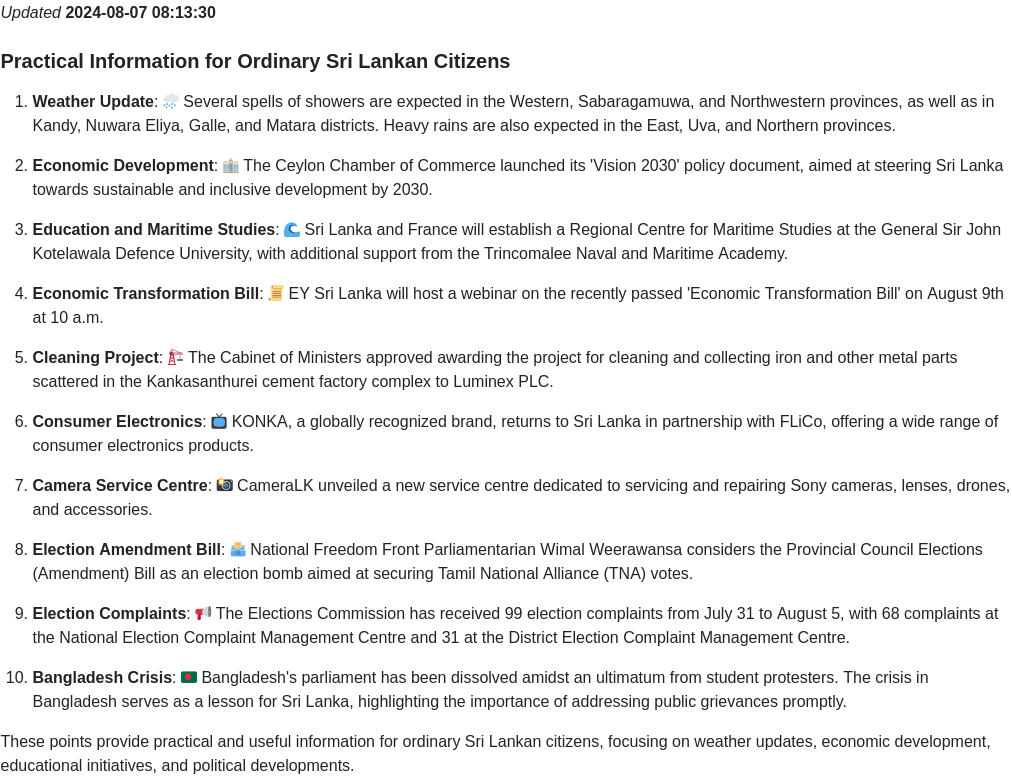 Updated 2024-08-07 08:13:30
Practical Information for Ordinary Sri Lankan Citizens
1. Weather Update: 🌧️ Several spells of showers are expected in the Western, Sabaragamuwa, and Northwestern provinces, as well as in
Kandy, Nuwara Eliya, Galle, and Matara districts. Heavy rains are also expected in the East, Uva, and Northern provinces.
2. Economic Development: 🏢 The Ceylon Chamber of Commerce launched its 'Vision 2030' policy document, aimed at steering Sri Lanka
towards sustainable and inclusive development by 2030.
3. Education and Maritime Studies: 🌊 Sri Lanka and France will establish a Regional Centre for Maritime Studies at the General Sir John
Kotelawala Defence University, with additional support from the Trincomalee Naval and Maritime Academy.
4. Economic Transformation Bill: 📜 EY Sri Lanka will host a webinar on the recently passed 'Economic Transformation Bill' on August 9th
at 10 a.m.
5. Cleaning Project: 🏗️ The Cabinet of Ministers approved awarding the project for cleaning and collecting iron and other metal parts
scattered in the Kankasanthurei cement factory complex to Luminex PLC.
6. Consumer Electronics: 📺 KONKA, a globally recognized brand, returns to Sri Lanka in partnership with FLiCo, offering a wide range of
consumer electronics products.
7. Camera Service Centre: 📸 CameraLK unveiled a new service centre dedicated to servicing and repairing Sony cameras, lenses, drones,
and accessories.
8. Election Amendment Bill: 🗳️ National Freedom Front Parliamentarian Wimal Weerawansa considers the Provincial Council Elections
(Amendment) Bill as an election bomb aimed at securing Tamil National Alliance (TNA) votes.
9. Election Complaints: 📢 The Elections Commission has received 99 election complaints from July 31 to August 5, with 68 complaints at
the National Election Complaint Management Centre and 31 at the District Election Complaint Management Centre.
10. Bangladesh Crisis: 🇧🇩 Bangladesh's parliament has been dissolved amidst an ultimatum from student protesters. The crisis in
Bangladesh serves as a lesson for Sri Lanka, highlighting the importance of addressing public grievances promptly.
These points provide practical and useful information for ordinary Sri Lankan citizens, focusing on weather updates, economic development,
educational initiatives, and political developments.